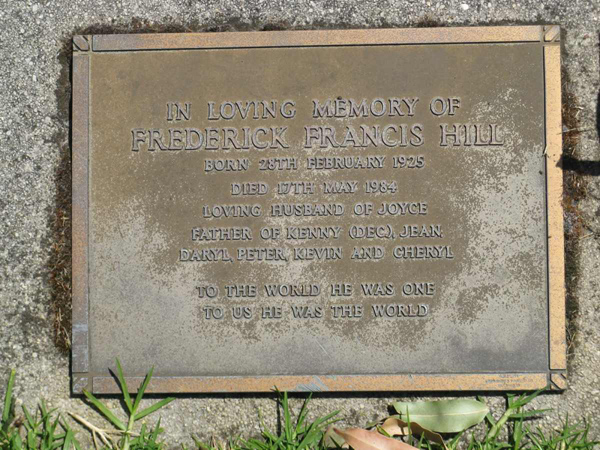 IN LOVING MEMORY OF
FREDERICK FRANCIS HILL
BORN 28TH FEBRUARY 1925
DIED 17TH MAY 1984
LOVING HUSBAND OF JOYCE
FATHER OF KENNY (DEC), JEAN,
DARYL, PETER, KEVIN AND CHERYL
TO THE WORLD HE WAS ONE
TO US HE WAS THE WORLD